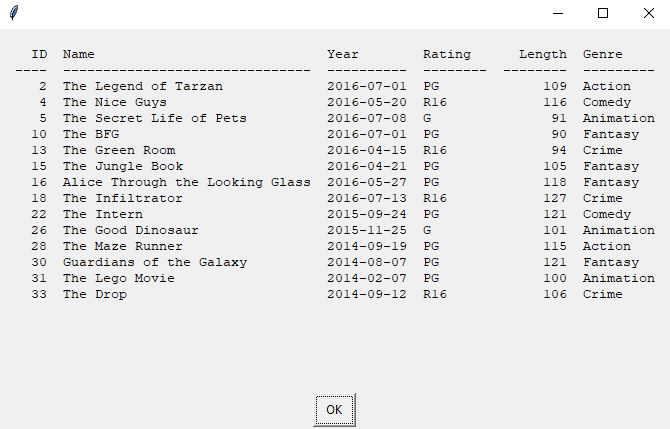 ID  Name                             Year        Rating      Length  Genre
----  -------------------------------  ----------  --------  --------  ---------
2  The Legend of Tarzan             2016-07-01  PG             109  Action
4  The Nice Guys                    2016-05-20  R16            116  Comedy
5  The Secret Life of Pets          2016-07-08  G               91  Animation
10  The BFG                          2016-07-01  PG              90  Fantasy
13  The Green Room                   2016-04-15  R16             94  Crime
15  The Jungle Book                  2016-04-21  PG             105  Fantasy
16  Alice Through the Looking Glass  2016-05-27  PG             118  Fantasy
18  The Infiltrator                  2016-07-13  R16            127  Crime
22  The Intern                       2015-09-24  PG             121  Comedy
26  The Good Dinosaur                2015-11-25  G              101  Animation
28  The Maze Runner                  2014-09-19  PG             115  Action
30  Guardians of the Galaxy          2014-08-07  PG             121  Fantasy
31  The Lego Movie                   2014-02-07  PG             100  Animation
33  The Drop                         2014-09-12  R16            106  Crime
OK